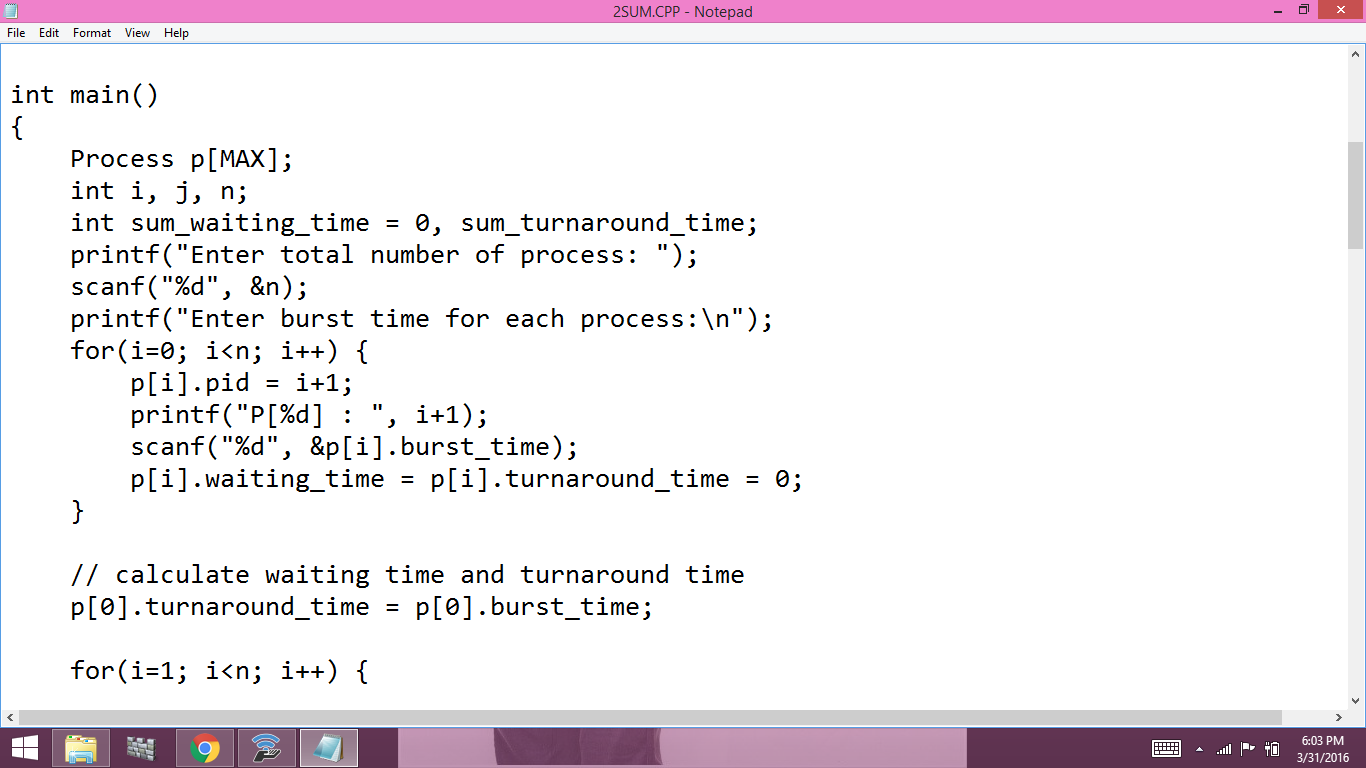 2SUM.CPP - Notepad
File Edit Format View Help
int main()
{
    Process p[MAX];
    int i, j, n;
    int sum_waiting_time = 0, sum_turnaround_time;
    printf("Enter total number of process: ");
    scanf("%d", &n);
    printf("Enter burst time for each process:\n");
    for(i=0; i<n; i++) {
        p[i].pid = i+1;
        printf("P[%d] : ", i+1);
        scanf("%d", &p[i].burst_time);
        p[i].waiting_time = p[i].turnaround_time = 0;
    }
    // calculate waiting time and turnaround time
    p[0].turnaround_time = p[0].burst_time;
    for(i=1; i<n; i++) {
6:03 PM
3/31/2016